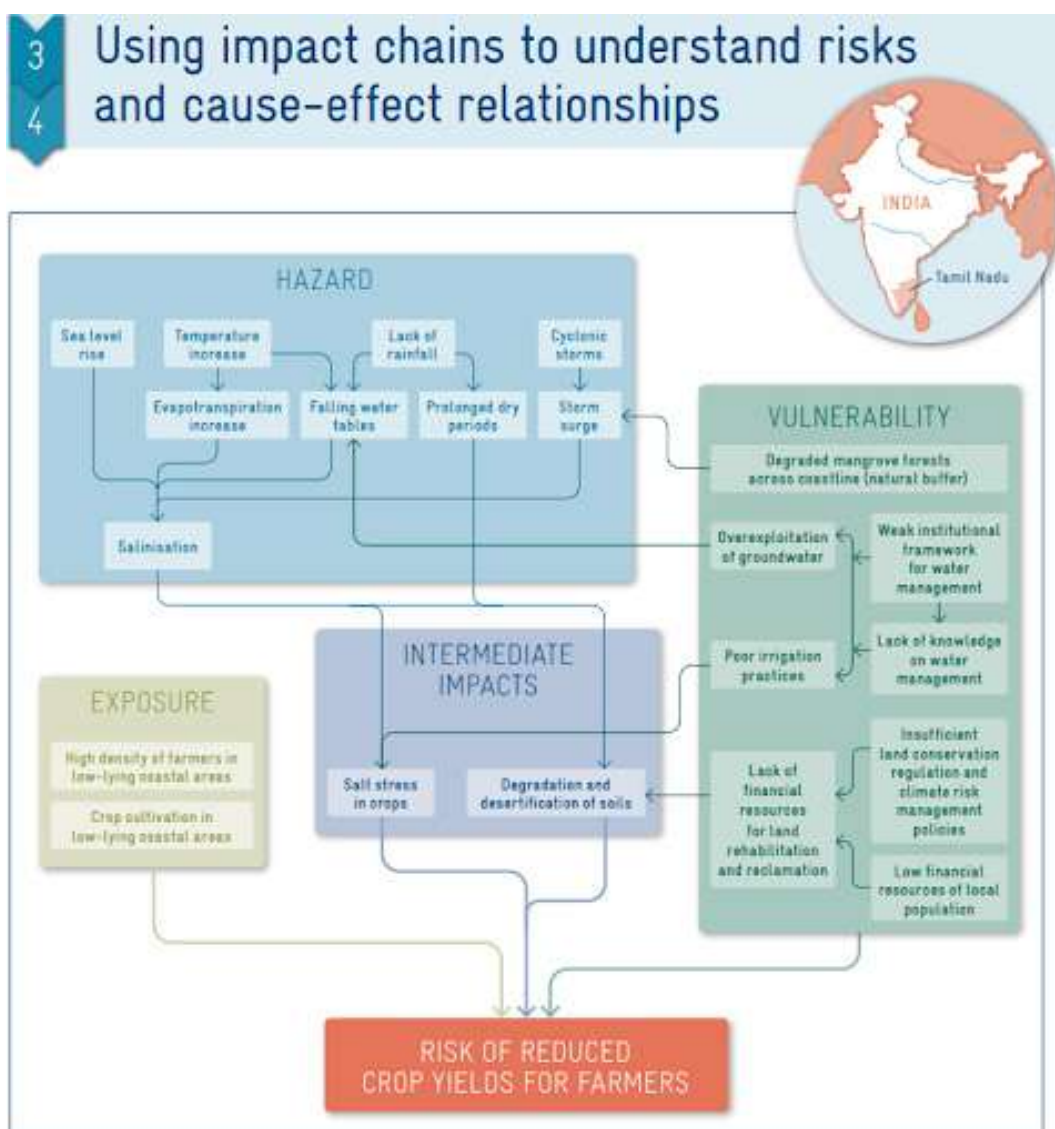 3
4
Using impact chains to understand risks
and cause-effect relationships
INDIA
Tamil Nadu
HAZARD
Sea level
rise
Temperature
increase
Lack of
rainfall
Cyclonic
storms
Evapotranspiration
increase
Falling water
tables
Prolonged dry
periods
Storm
surge
Salinisation
VULNERABILITY
Degraded mangrove forests
across coastline (natural buffer)
Overexploitation
of groundwater
Weak institutional
framework
for water
management
Poor irrigation
practices
Lack of knowledge
on water
management
Lack of
financial
resources
for land
rehabilitation
and reclamation
Insufficient
land conservation
regulation and
climate risk
management
policies
Low financial
resources of local
population
INTERMEDIATE
IMPACTS
Salt stress
in crops
Degradation and
desertification of soils
EXPOSURE
High density of farmers in
low-lying coastal areas
Crop cultivation in
low-lying coastal areas
RISK OF REDUCED
CROP YIELDS FOR FARMERS